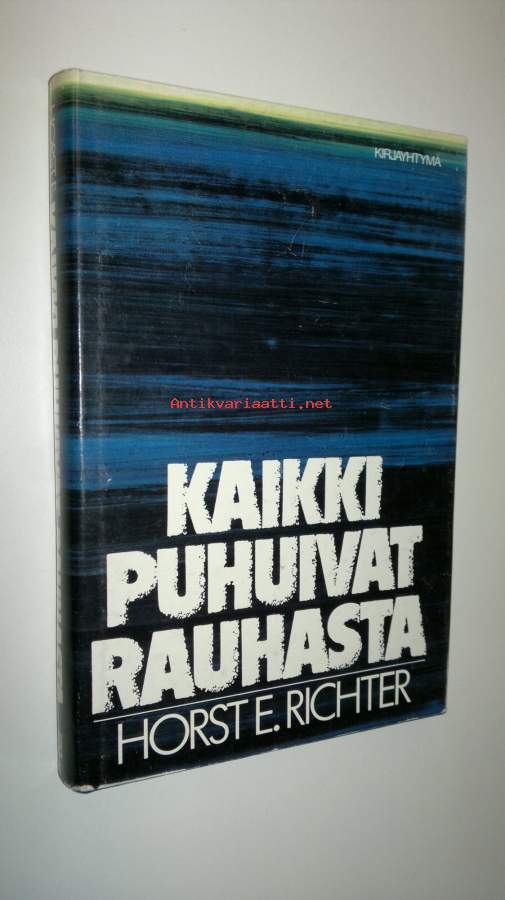 KIRJAYHTYMÄ
Antikvariaatti.net
KAIKKI
PUHUIVAT
RAUHASTA
HORST E. RICHTER